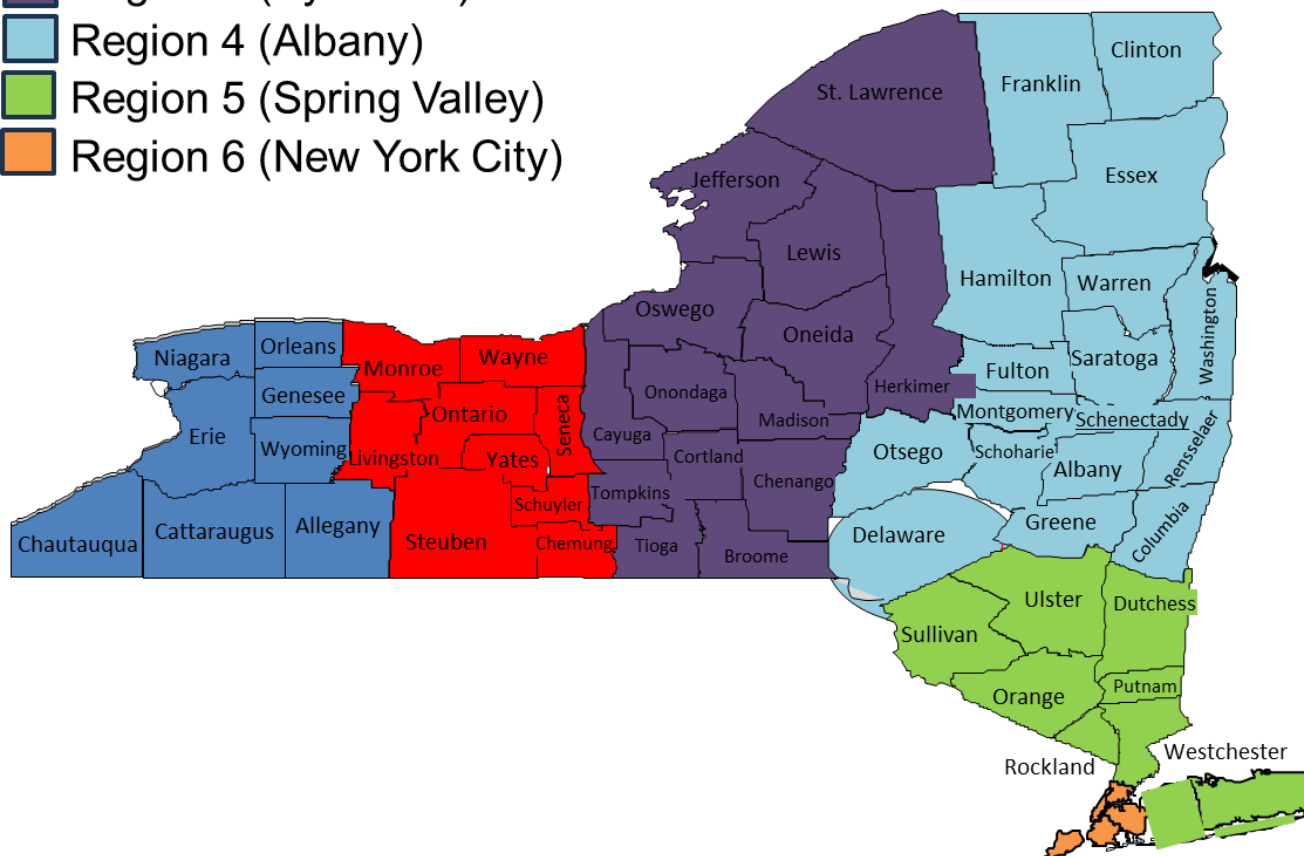 Region 4 (Albany)
Region 5 (Spring Valley)
Region 6 (New York City)
Clinton
Franklin
St. Lawrence
Essex
Jefferson
Lewis
Hamilton
Warren
Washington
Oswego
Oneida
Saratoga
Niagara
Orleans
Monroe
Wayne
Fulton
Herkimer
Genesee
Onondaga
Ontario
Seneca
Madison
Montgomery
Schenectady
Erie
Wyoming
Livingston
Yates
Cayuga
Cortland
Otsego
Schoharie
Albany
Rensselaer
Chenango
Tompkins
Schuyler
Chautauqua
Cattaraugus
Allegany
Steuben
Chemung
Tioga
Broome
Delaware
Greene
Columbia
Ulster
Dutchess
Sullivan
Orange
Putnam
Rockland
Westchester